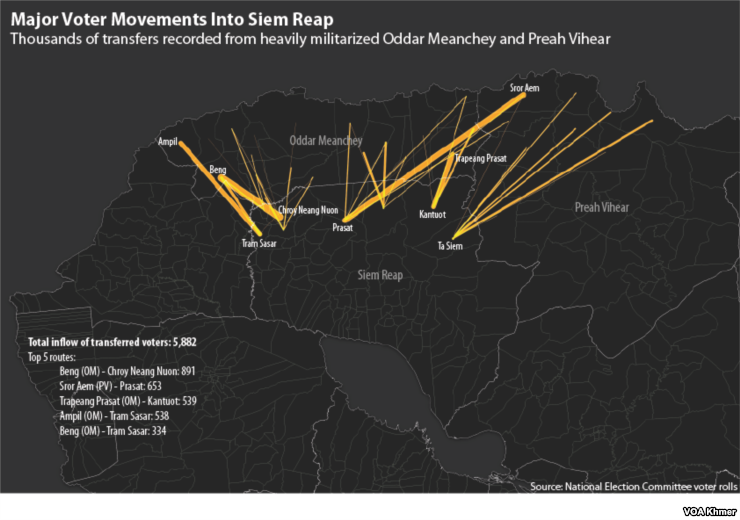 Major Voter Movements Into Siem Reap
Thousands of transfers recorded from heavily militarized Oddar Meanchey and Preah Vihear
Sror Aem
Ampil
Oddar Meanchey
Trapeang Prasat
Beng
Chroy Neang Nuon
Kantuot
Preah Vihear
Prasat
Tram Sasar
Ta Siem
Siem Reap
Total inflow of transferred voters: 5,882
Top 5 routes:
Beng (OM) - Chroy Neang Nuon: 891
Sror Aem (PV) - Prasat: 653
Trapeang Prasat (OM) - Kantuot: 539
Ampil (OM) - Tram Sasar: 538
Beng (OM) - Tram Sasar: 334
Source: National Election Committee voter rolls
VOA Khmer